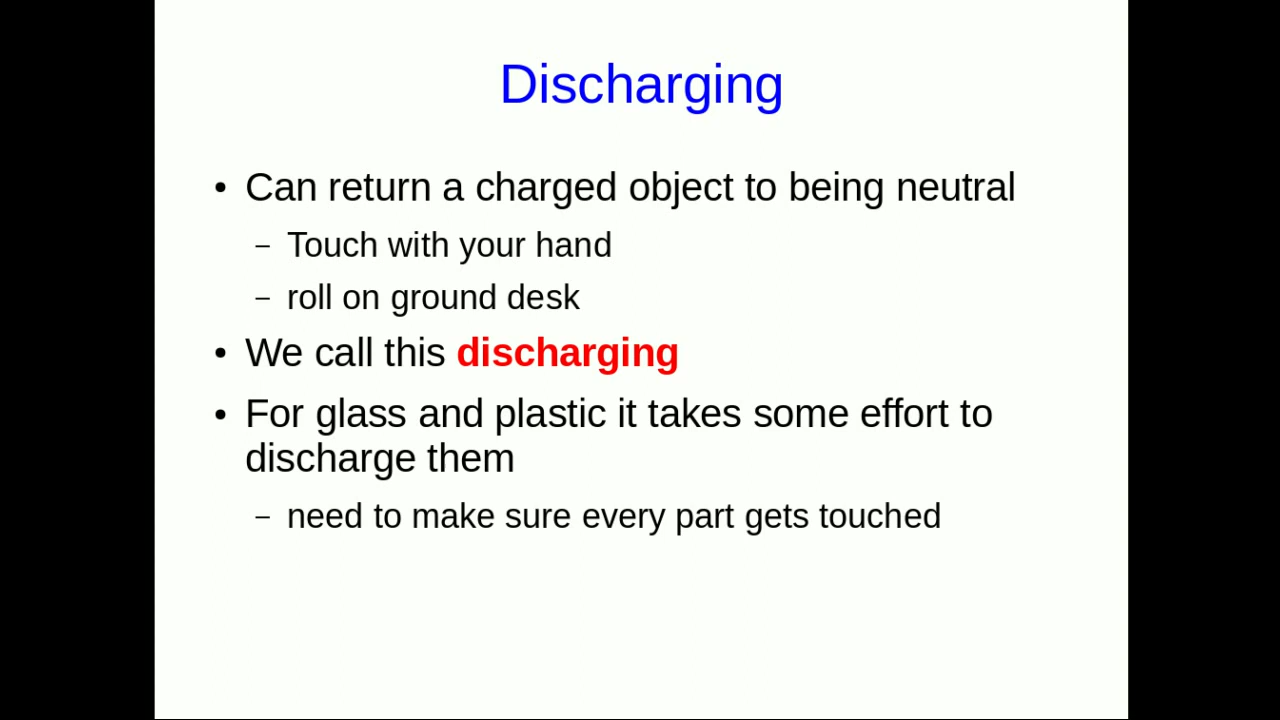 Discharging
• Can return a charged object to being neutral
– Touch with your hand
– roll on ground desk
• We call this discharging
• For glass and plastic it takes some effort to
discharge them
– need to make sure every part gets touched